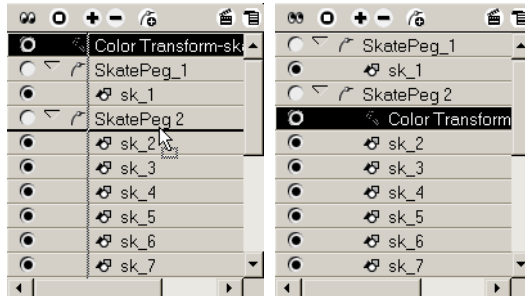 Color Transform-sk
SkatePeg_1
sk_1
SkatePeg 2
sk_2
sk_3
sk_4
sk_5
sk_6
sk_7
SkatePeg_1
sk_1
SkatePeg 2
Color Transform
sk_2
sk_3
sk_4
sk_5
sk_6
sk_7